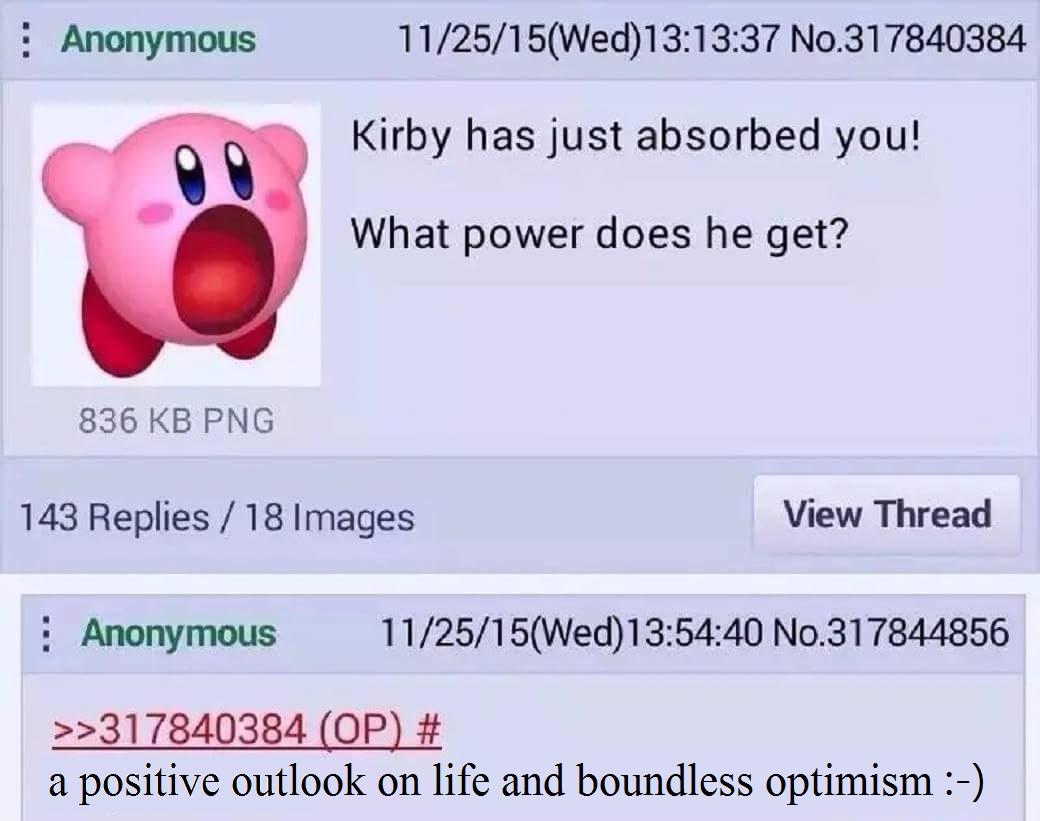 Anonymous 11/25/15(Wed)13:13:37 No.317840384
Kirby has just absorbed you!
What power does he get?
836 KB PNG
143 Replies / 18 Images
View Thread
Anonymous 11/25/15(Wed)13:54:40 No.317844856
>>317840384 (OP) #
a positive outlook on life and boundless optimism :-)